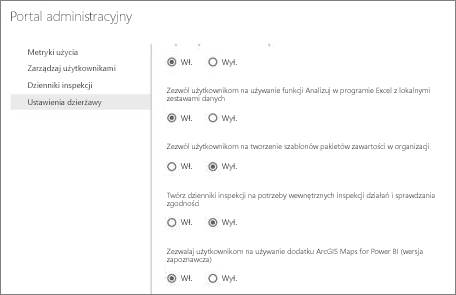 Portal administracyjny
Metryki użycia
Zarządzaj użytkownikami
Dzienniki inspekcji
Ustawienia dzierżawy
Wł. Wył.
Zezwól użytkownikom na używanie funkcji Analizuj w programie Excel z lokalnymi
zestawami danych
Wł. Wył.
Zezwól użytkownikom na tworzenie szablonów pakietów zawartości w organizacji
Wł. Wył.
Twórz dzienniki inspekcji na potrzeby wewnętrznych inspekcji działań i sprawdzania
zgodności
Wł. Wył.
Zezwalaj użytkownikom na używanie dodatku ArcGIS Maps for Power BI (wersja
zapoznawcza)
Wł. Wył.